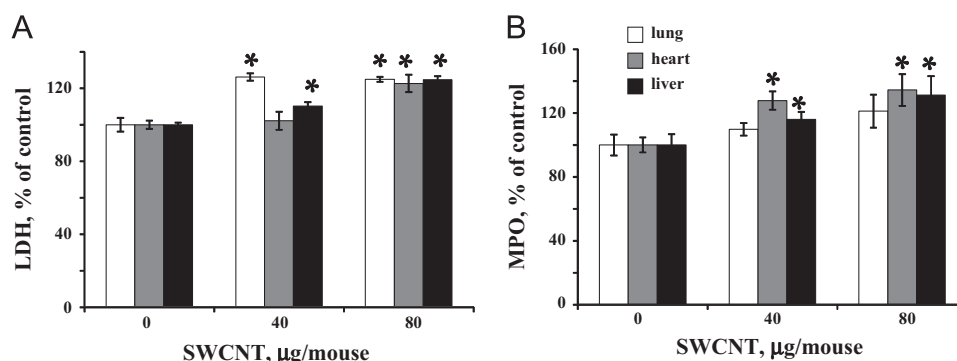 A
LDH, % of control
120
80
40
0
* * * * *
0 40 80
SWCNT, µg/mouse
B
lung
heart
liver
MPO, % of control
160
120
80
40
0
* * * *
0 40 80
SWCNT, µg/mouse